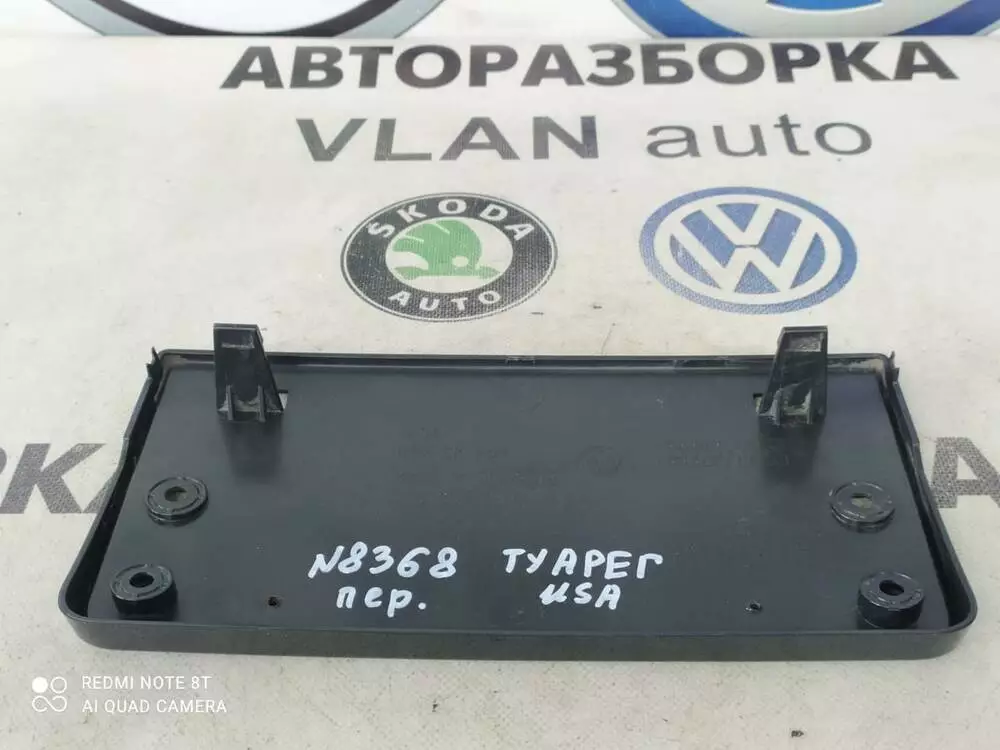 АВТОРАЗБОРКА
VLAN auto
SKODA
AUTO
N8368 ТУАРЕГ
пер. USA
REDMI NOTE 8T
AI QUAD CAMERA